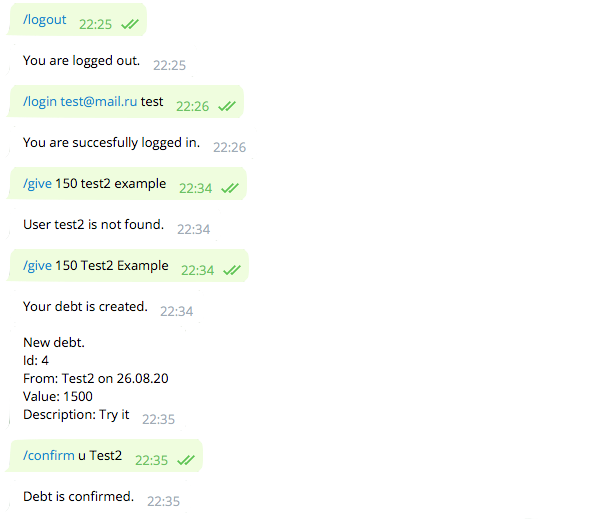 /logout 22:25
You are logged out. 22:25
/login test@mail.ru test 22:26
You are succesfully logged in. 22:26
/give 150 test2 example 22:34
User test2 is not found. 22:34
/give 150 Test2 Example 22:34
Your debt is created. 22:34
New debt.
Id: 4
From: Test2 on 26.08.20
Value: 1500
Description: Try it 22:35
/confirm u Test2 22:35
Debt is confirmed. 22:35